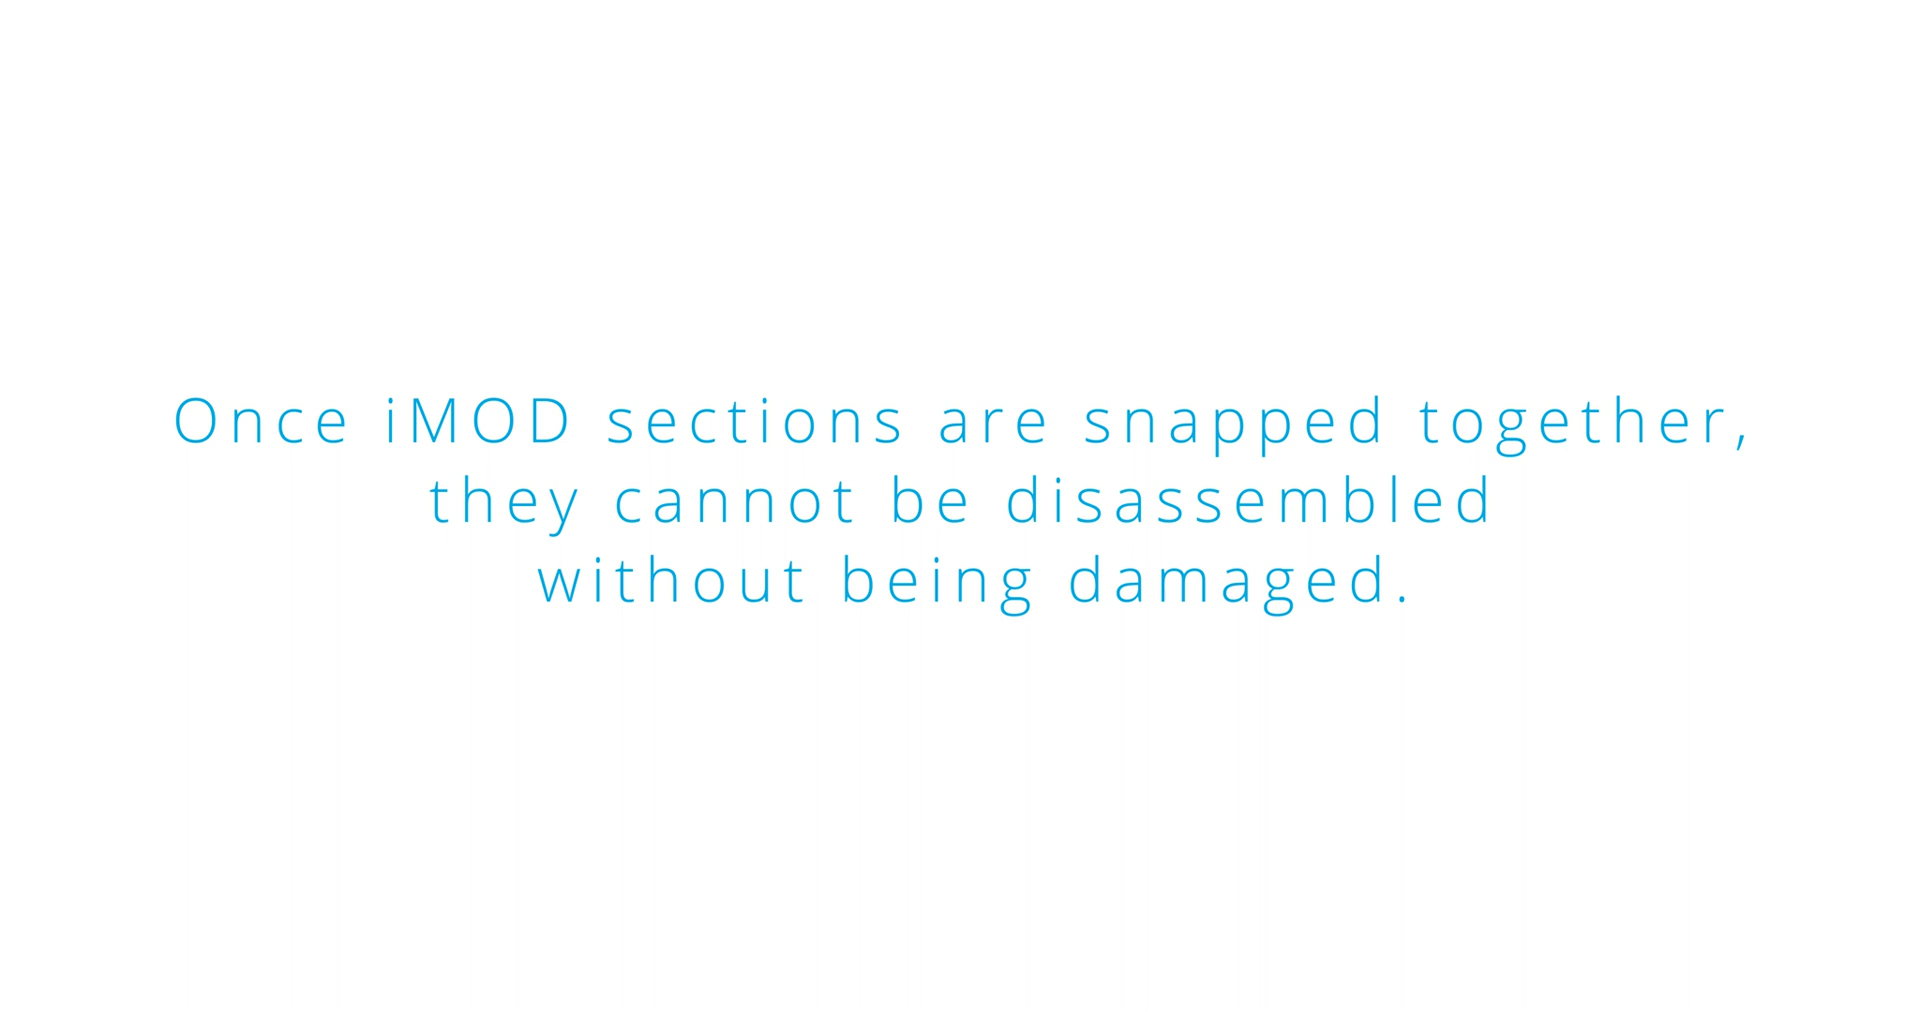 Once iMOD sections are snapped together,
they cannot be disassembled
without being damaged.